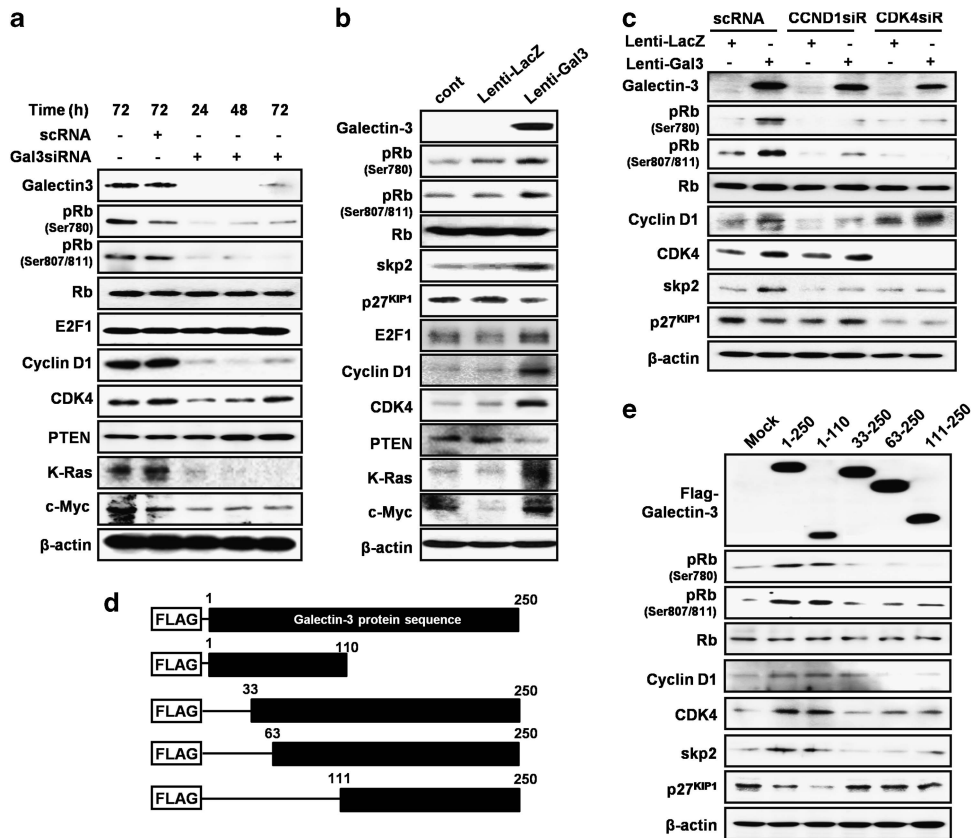 a
Time (h) 72 72 24 48 72
scRNA - + - - -
Gal3siRNA - - + + +
Galectin3
pRb
(Ser780)
pRb
(Ser807/811)
Rb
E2F1
Cyclin D1
CDK4
PTEN
K-Ras
c-Myc
β-actin
b
cont Lenti-LacZ Lenti-Gal3
Galectin-3
pRb
(Ser780)
pRb
(Ser807/811)
Rb
skp2
p27KIP1
E2F1
Cyclin D1
CDK4
PTEN
K-Ras
c-Myc
β-actin
c
scRNA CCND1siR CDK4siR
Lenti-LacZ + - + - + -
Lenti-Gal3 - + - + - +
Galectin-3
pRb
(Ser780)
pRb
(Ser807/811)
Rb
Cyclin D1
CDK4
skp2
p27KIP1
β-actin
d
1 250
FLAG Galectin-3 protein sequence
1 110
FLAG
33 250
FLAG
63 250
FLAG
111 250
FLAG
e
Mock 1-250 1-110 33-250 63-250 111-250
Flag-
Galectin-3
pRb
(Ser780)
pRb
(Ser807/811)
Rb
Cyclin D1
CDK4
skp2
p27KIP1
β-actin